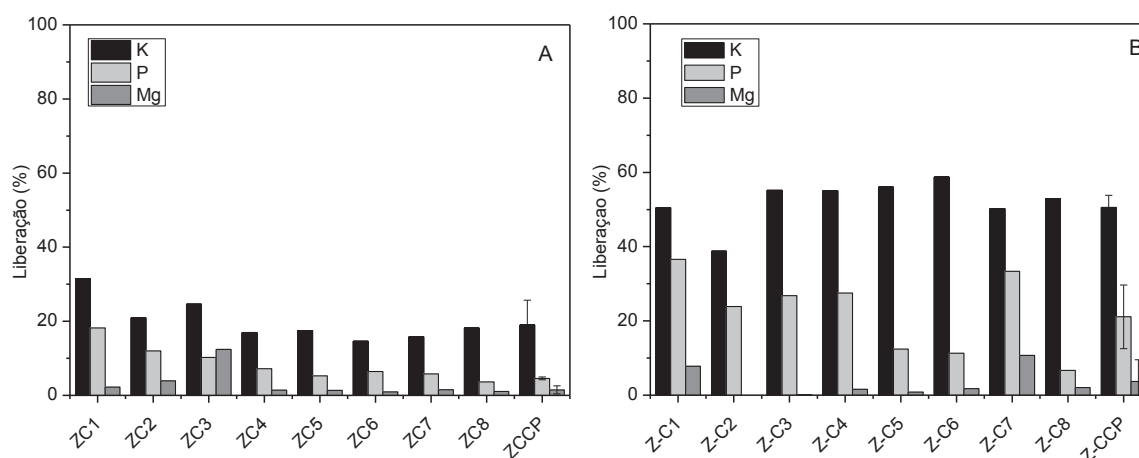 100
80
60
40
20
0
Liberação (%)
K
P
Mg
A
ZC1
ZC2
ZC3
ZC4
ZC5
ZC6
ZC7
ZC8
ZCCP
100
80
60
40
20
0
Liberaçao (%)
K
P
Mg
B
Z-C1
Z-C2
Z-C3
Z-C4
Z-C5
Z-C6
Z-C7
Z-C8
Z-CCP